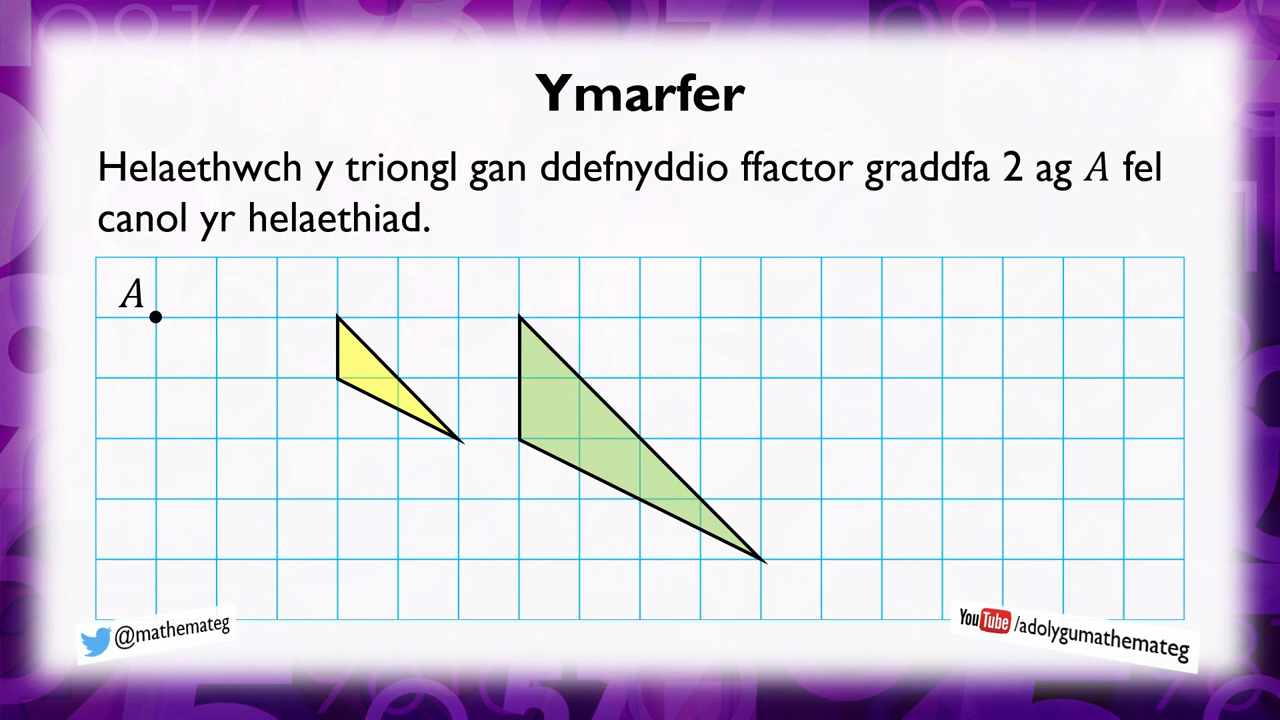 Ymarfer
Helaethwch y triongl gan ddefnyddio ffactor graddfa 2 ag A fel
canol yr helaethiad.
A
@mathemateg
YouTube /adolygumathemateg